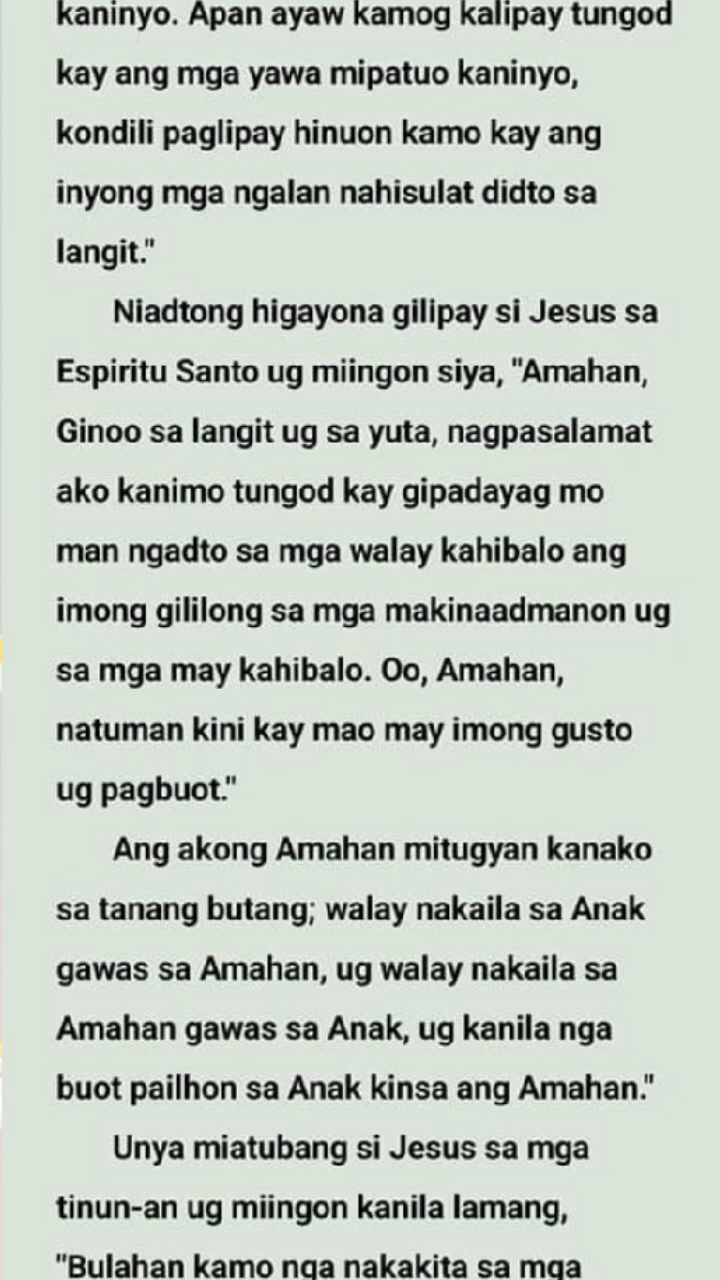 kaninyo. Apan ayaw kamog kalipay tungod
kay ang mga yawa mipatuo kaninyo,
kondili paglipay hinuon kamo kay ang
inyong mga ngalan nahisulat didto sa
langit."
Niadtong higayona gilipay si Jesus sa
Espiritu Santo ug miingon siya, "Amahan,
Ginoo sa langit ug sa yuta, nagpasalamat
ako kanimo tungod kay gipadayag mo
man ngadto sa mga walay kahibalo ang
imong gililong sa mga makinaadmanon ug
sa mga may kahibalo. Oo, Amahan,
natuman kini kay mao may imong gusto
ug pagbuot."
Ang akong Amahan mitugyan kanako
sa tanang butang; walay nakaila sa Anak
gawas sa Amahan, ug walay nakaila sa
Amahan gawas sa Anak, ug kanila nga
buot pailhon sa Anak kinsa ang Amahan."
Unya miatubang si Jesus sa mga
tinun-an ug miingon kanila lamang,
"Bulahan kamo nga nakakita sa mga